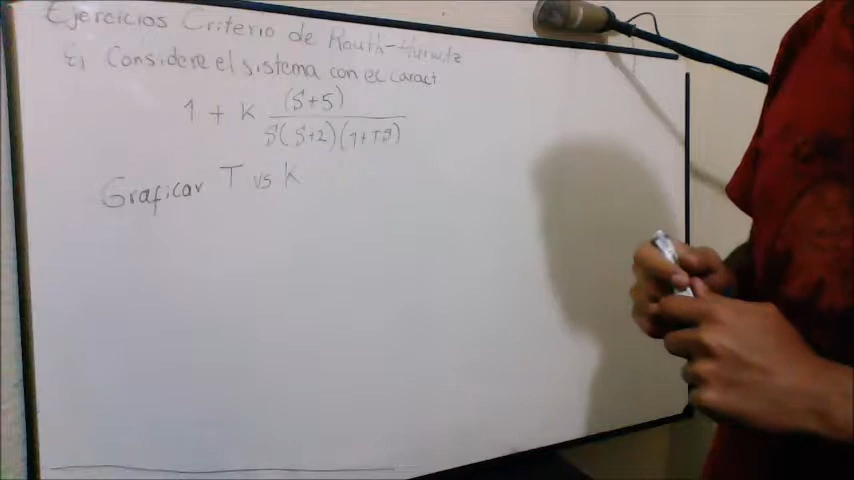 Ejercicios Criterio de Routh-Hurwitz
Ej Considere el sistema con ec caract
1 + K (S+5) / S(S+2)(1+TS)
Graficar T vs K